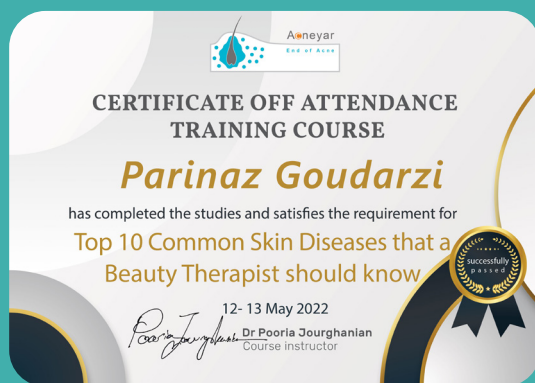 Acneyar
End of Acne
CERTIFICATE OFF ATTENDANCE
TRAINING COURSE
Parinaz Goudarzi
has completed the studies and satisfies the requirement for
Top 10 Common Skin Diseases that a
Beauty Therapist should know
successfully
passed
12- 13 May 2022
Dr Pooria Jourghanian
Course instructor